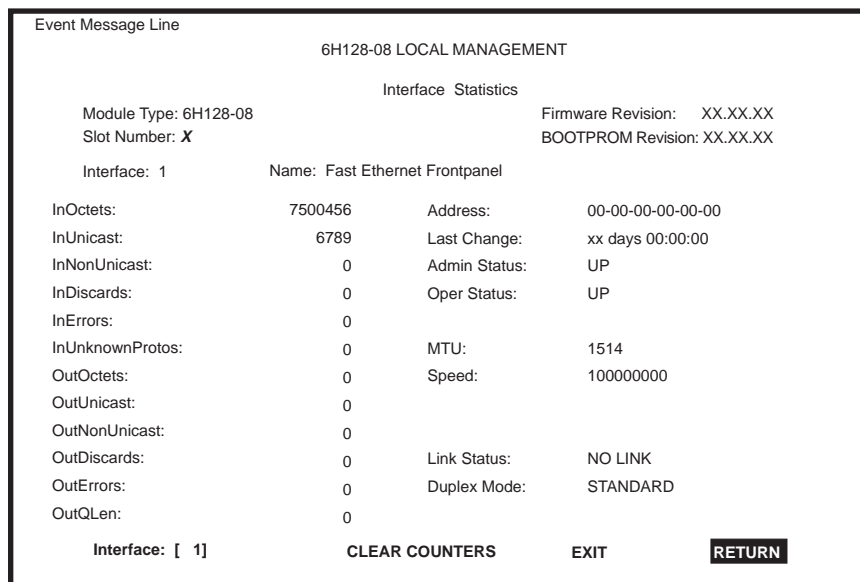 Event Message Line
6H128-08 LOCAL MANAGEMENT
Interface Statistics
Module Type: 6H128-08 Firmware Revision: XX.XX.XX
Slot Number: X BOOTPROM Revision: XX.XX.XX
Interface: 1 Name: Fast Ethernet Frontpanel
InOctets: 7500456 Address: 00-00-00-00-00-00
InUnicast: 6789 Last Change: xx days 00:00:00
InNonUnicast: 0 Admin Status: UP
InDiscards: 0 Oper Status: UP
InErrors: 0
InUnknownProtos: 0 MTU: 1514
OutOctets: 0 Speed: 100000000
OutUnicast: 0
OutNonUnicast: 0
OutDiscards: 0 Link Status: NO LINK
OutErrors: 0 Duplex Mode: STANDARD
OutQLen: 0
Interface: [ 1] CLEAR COUNTERS EXIT RETURN